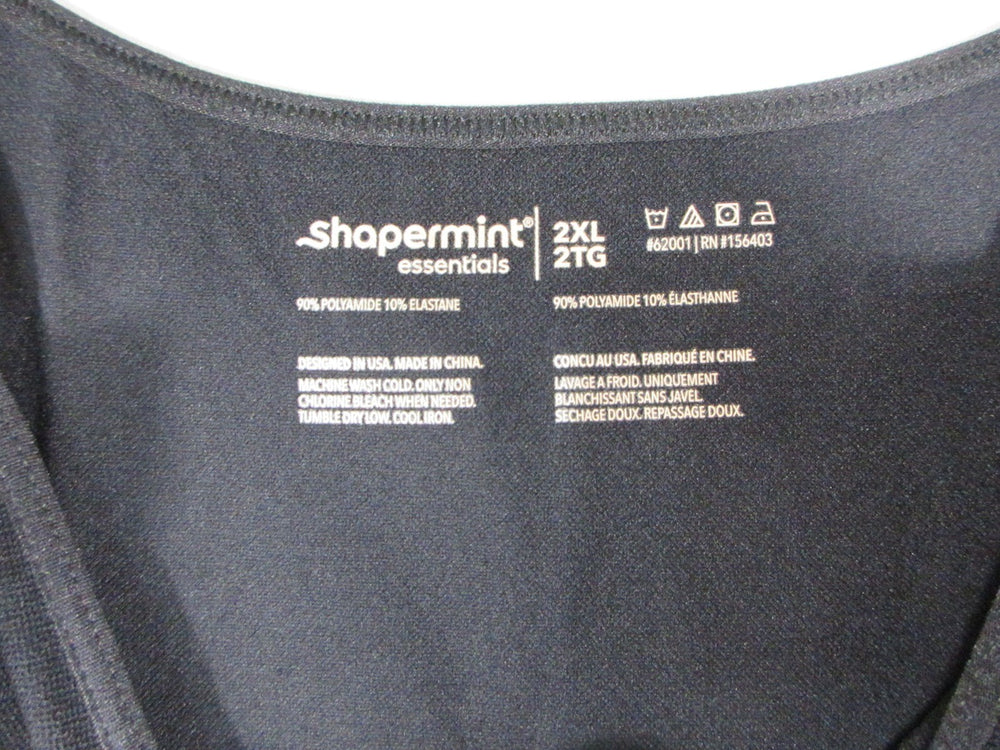 shapermint®
essentials
2XL
2TG
#62001 | RN #156403
90% POLYAMIDE 10% ELASTANE
90% POLYAMIDE 10% ÉLASTHANNE
DESIGNED IN USA. MADE IN CHINA.
MACHINE WASH COLD. ONLY NON
CHLORINE BLEACH WHEN NEEDED.
TUMBLE DRY LOW. COOL IRON.
CONCU AU USA. FABRIQUÉ EN CHINE.
LAVAGE A FROID. UNIQUEMENT
BLANCHISSANT SANS JAVEL.
SECHAGE DOUX. REPASSAGE DOUX.